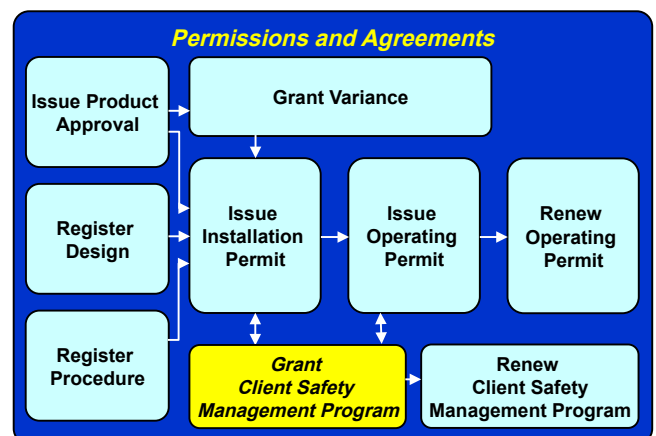 Permissions and Agreements
Issue Product
Approval
Grant Variance
Register
Design
Issue
Installation
Permit
Issue
Operating
Permit
Renew
Operating
Permit
Register
Procedure
Grant
Client Safety
Management Program
Renew
Client Safety
Management Program